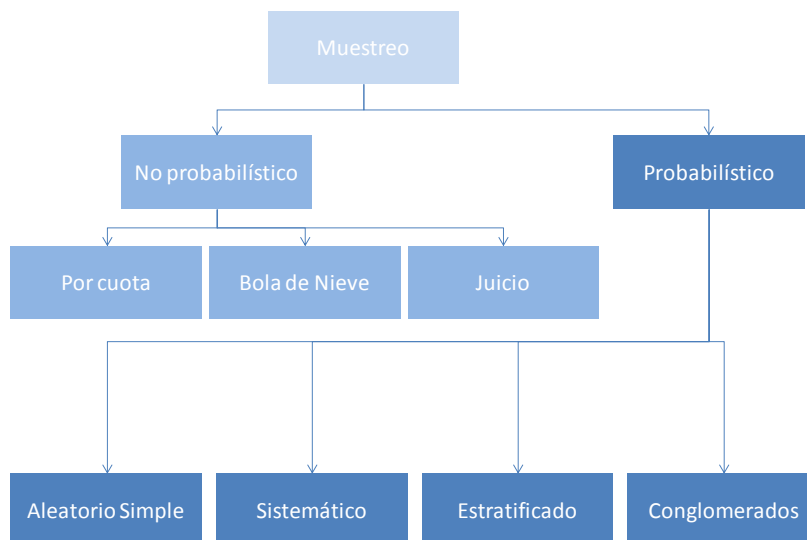 Muestreo
No probabilístico
Probabilístico
Por cuota
Bola de Nieve
Juicio
Aleatorio Simple
Sistemático
Estratificado
Conglomerados